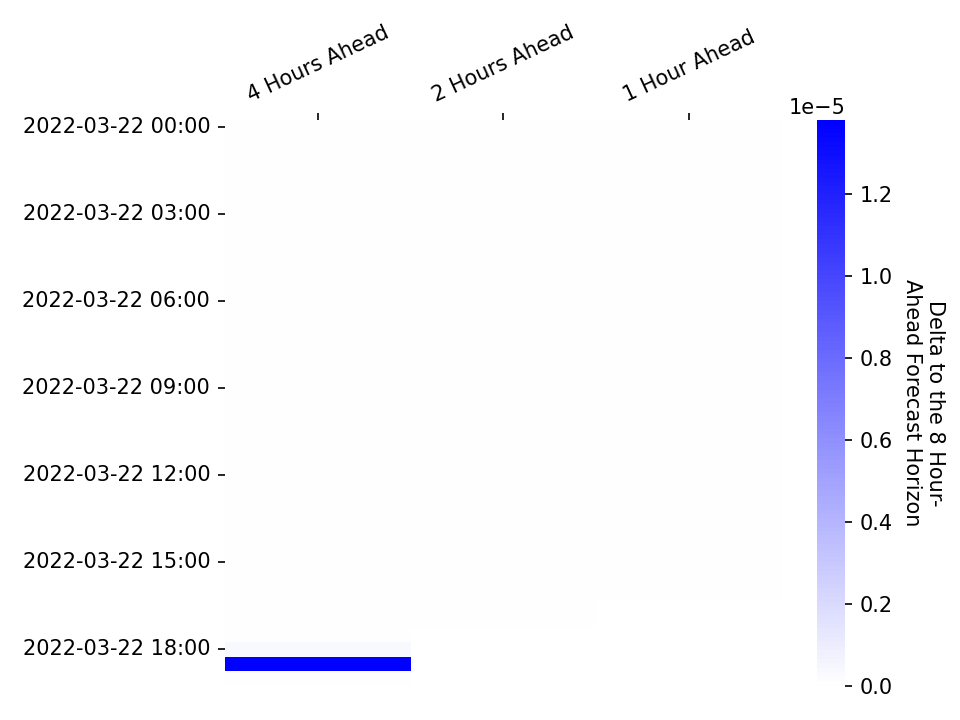 4 Hours Ahead
2 Hours Ahead
1 Hour Ahead
1e−5
2022-03-22 00:00
2022-03-22 03:00
2022-03-22 06:00
2022-03-22 09:00
2022-03-22 12:00
2022-03-22 15:00
2022-03-22 18:00
1.2
1.0
0.8
0.6
0.4
0.2
0.0
Delta to the 8 Hour-
Ahead Forecast Horizon